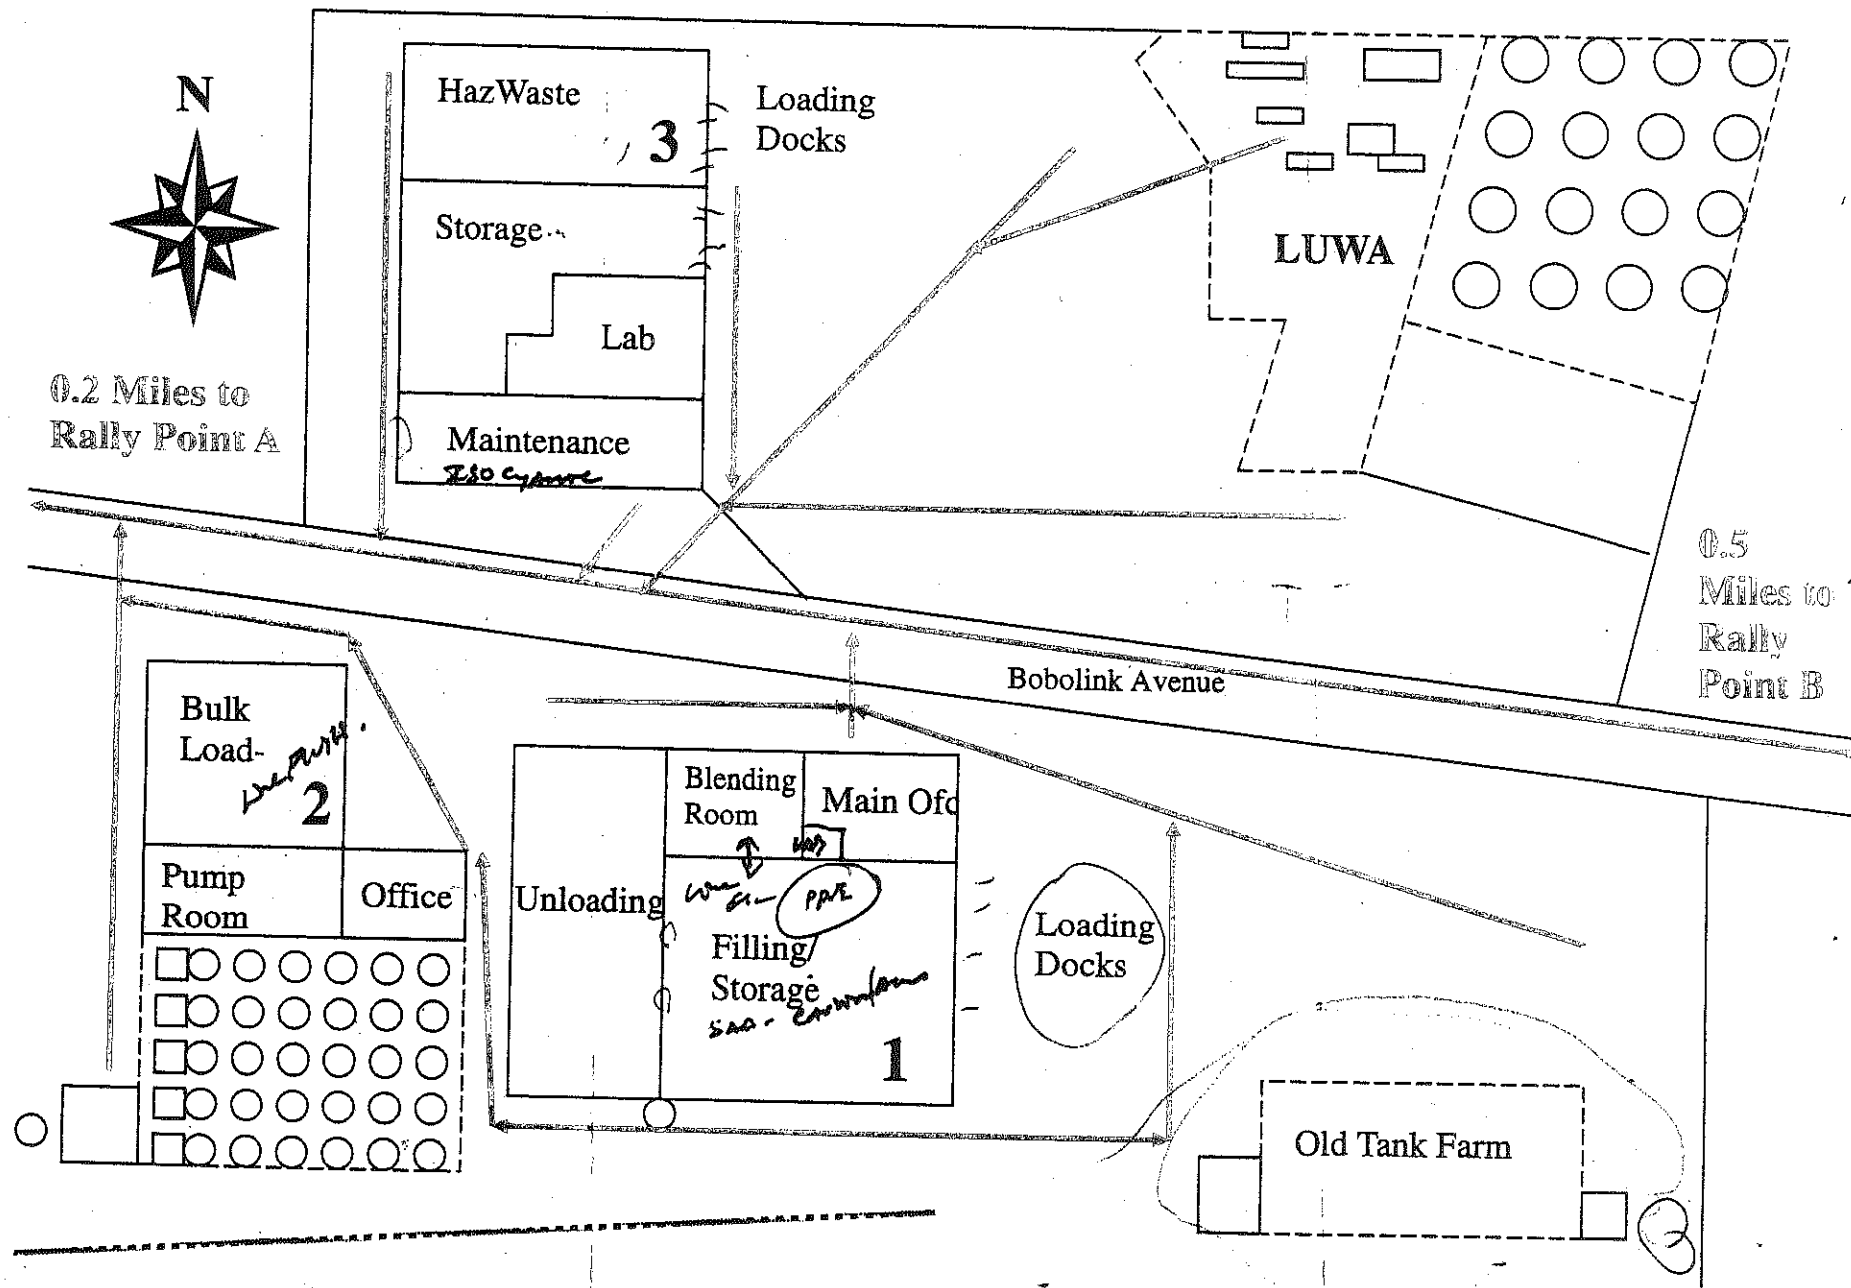 N
HazWaste
3
Loading
Docks
Storage
Lab
LUWA
0.2 Miles to
Rally Point A
Maintenance
0.5
Miles to
Rally
Point B
Bobolink Avenue
Bulk
Load-
2
Pump
Room
Office
Unloading
Blending
Room
Main Ofc
LAB
PPE
Filling/
Storage
SAA -
1
Loading
Docks
Old Tank Farm